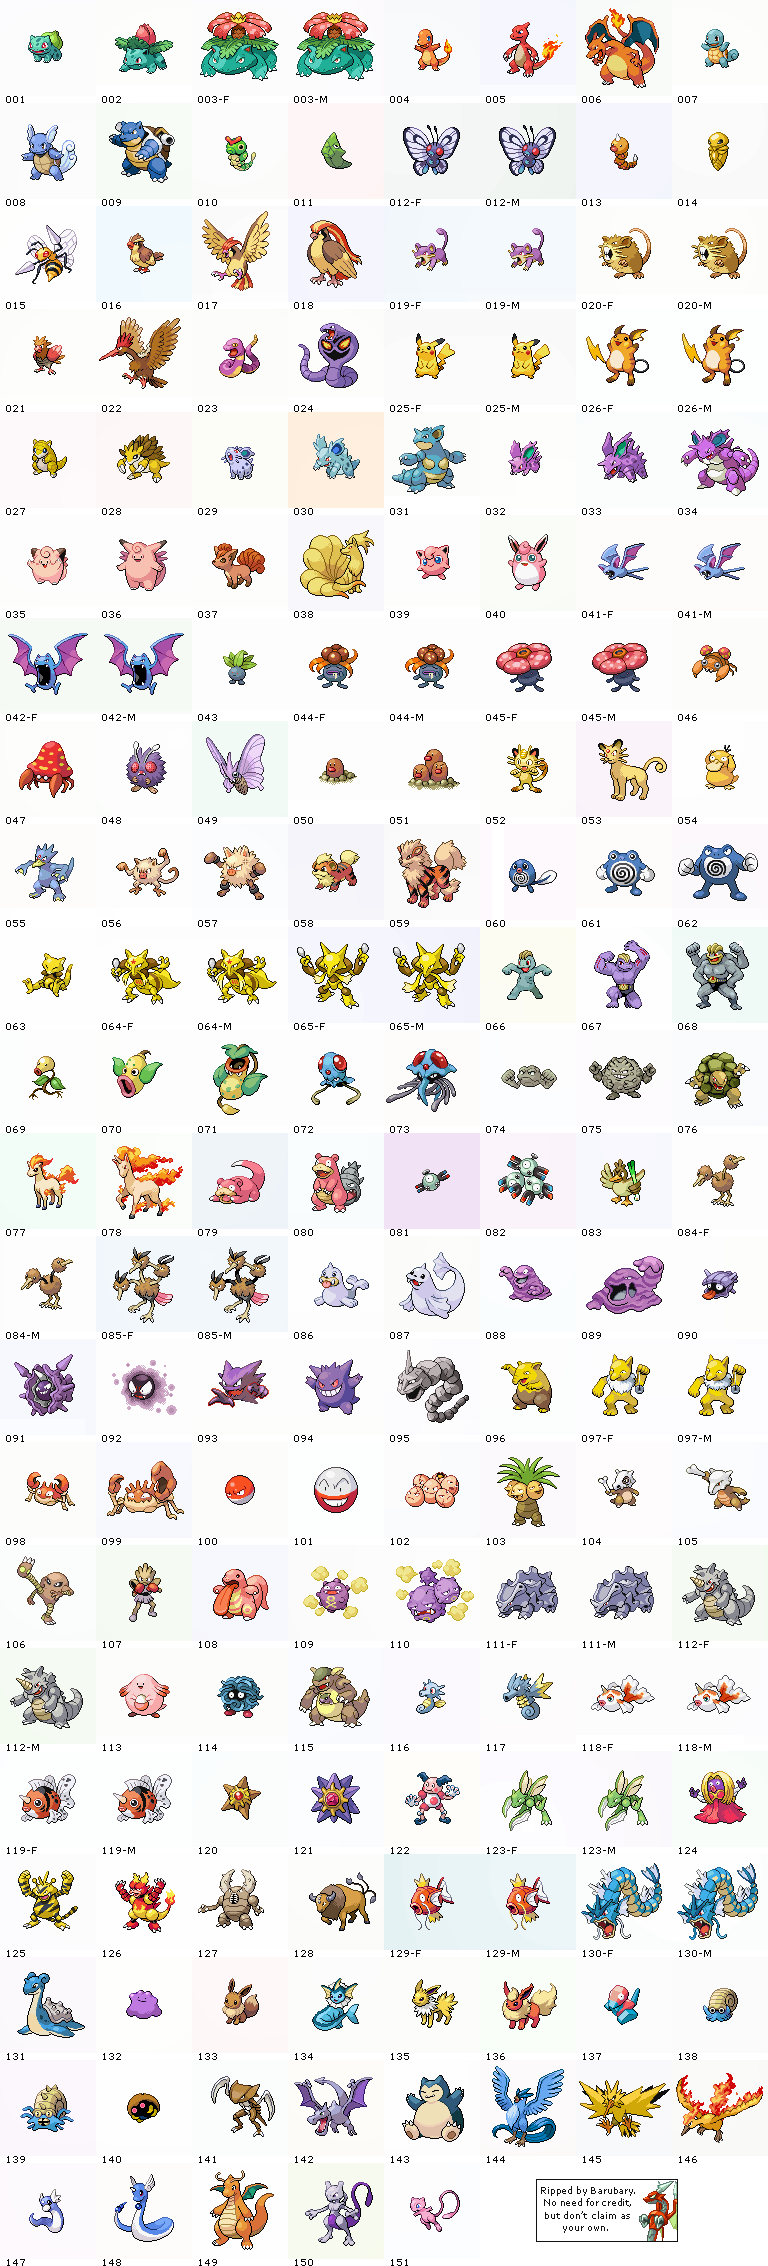 001 002 003-F 003-M 004 005 006 007
008 009 010 011 012-F 012-M 013 014
015 016 017 018 019-F 019-M 020-F 020-M
021 022 023 024 025-F 025-M 026-F 026-M
027 028 029 030 031 032 033 034
035 036 037 038 039 040 041-F 041-M
042-F 042-M 043 044-F 044-M 045-F 045-M 046
047 048 049 050 051 052 053 054
055 056 057 058 059 060 061 062
063 064-F 064-M 065-F 065-M 066 067 068
069 070 071 072 073 074 075 076
077 078 079 080 081 082 083 084-F
084-M 085-F 085-M 086 087 088 089 090
091 092 093 094 095 096 097-F 097-M
098 099 100 101 102 103 104 105
106 107 108 109 110 111-F 111-M 112-F
112-M 113 114 115 116 117 118-F 118-M
119-F 119-M 120 121 122 123-F 123-M 124
125 126 127 128 129-F 129-M 130-F 130-M
131 132 133 134 135 136 137 138
139 140 141 142 143 144 145 146
Ripped by Barubary.
No need for credit,
but don't claim as
your own.
147 148 149 150 151